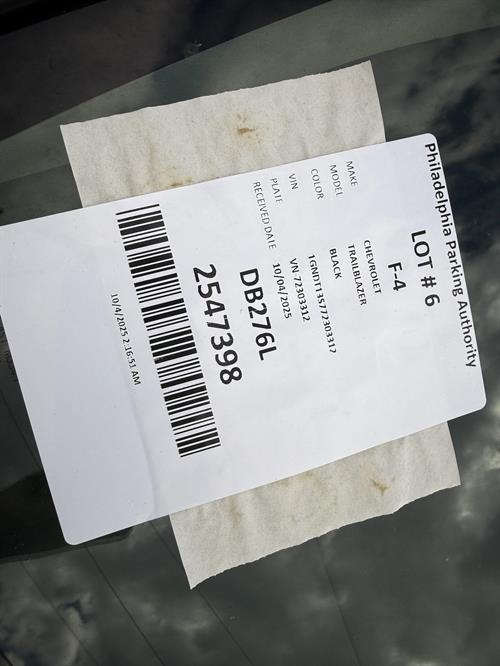 Philadelphia Parking Authority
LOT # 6
F-4
MAKE CHEVROLET
MODEL TRAILBLAZER
COLOR BLACK
VIN 1GNDT13S772303312
PLATE VN 72303312
RECEIVED DATE 10/04/2025
DB276L
2547398
10/4/2025 2:16:51 AM